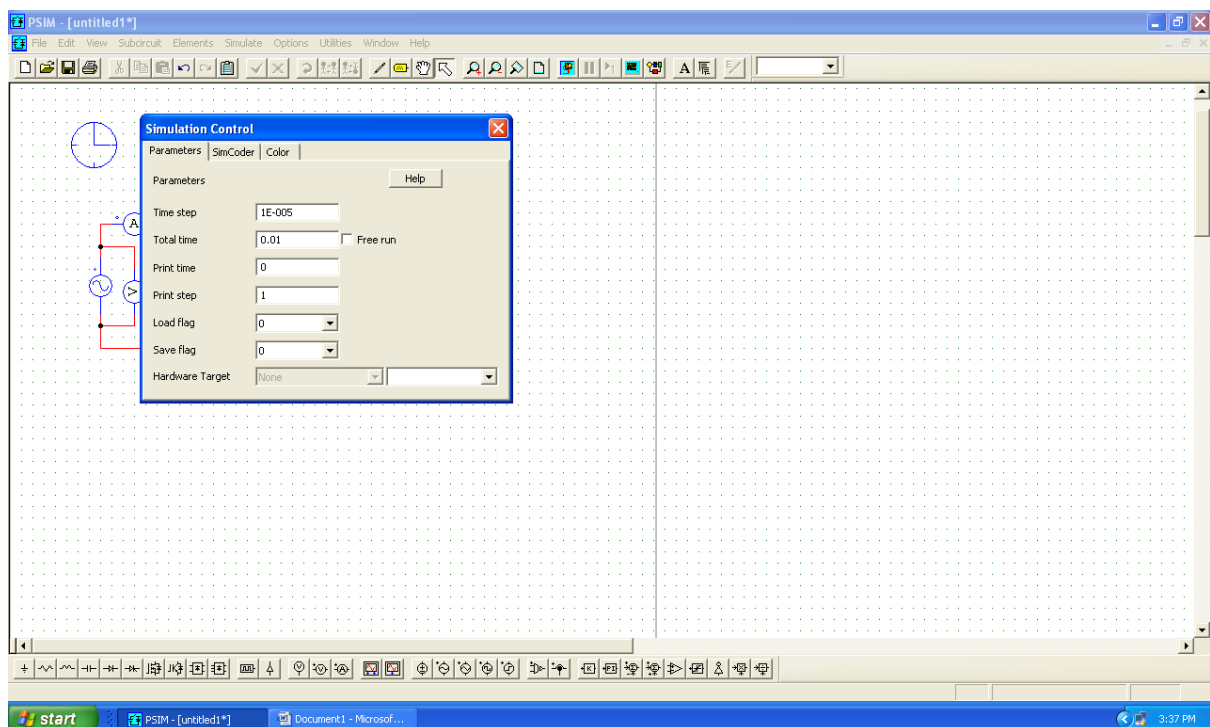 PSIM - [untitled1*]
File Edit View Subcircuit Elements Simulate Options Utilities Window Help
A
Simulation Control
Parameters SimCoder Color
Parameters Help
Time step 1E-005
Total time 0.01 Free run
Print time 0
Print step 1
Load flag 0
Save flag 0
Hardware Target None
A
V
start PSIM - [untitled1*] Document1 - Microsof... 3:37 PM